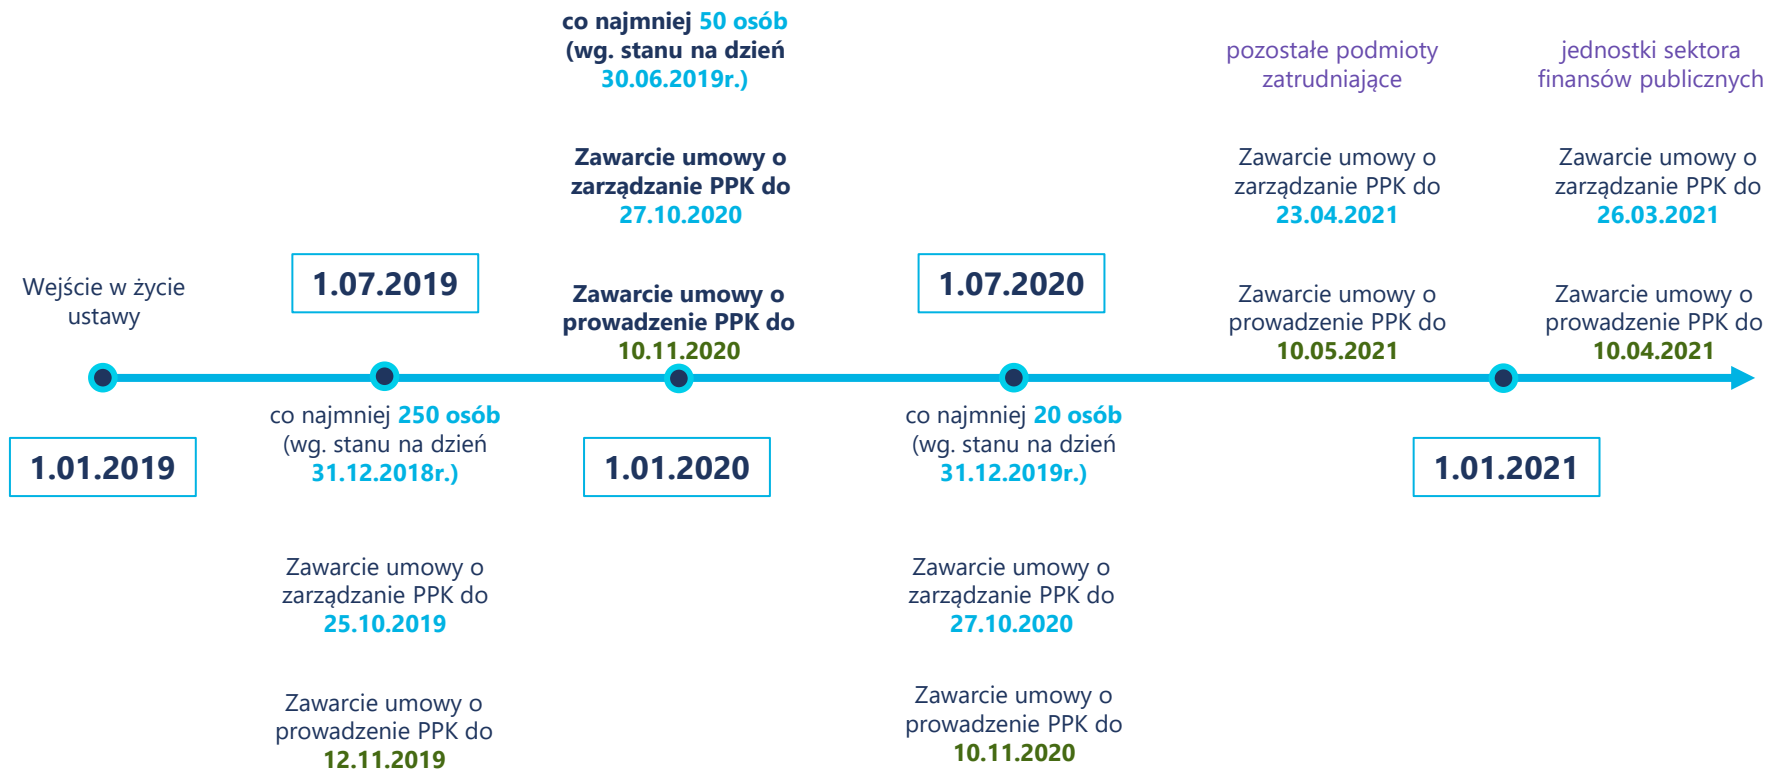 Wejście w życie
ustawy
1.01.2019
1.07.2019
co najmniej 250 osób
(wg. stanu na dzień
31.12.2018r.)
Zawarcie umowy o
zarządzanie PPK do
25.10.2019
Zawarcie umowy o
prowadzenie PPK do
12.11.2019
co najmniej 50 osób
(wg. stanu na dzień
30.06.2019r.)
Zawarcie umowy o
zarządzanie PPK do
27.10.2020
Zawarcie umowy o
prowadzenie PPK do
10.11.2020
1.01.2020
1.07.2020
co najmniej 20 osób
(wg. stanu na dzień
31.12.2019r.)
Zawarcie umowy o
zarządzanie PPK do
27.10.2020
Zawarcie umowy o
prowadzenie PPK do
10.11.2020
pozostałe podmioty
zatrudniające
Zawarcie umowy o
zarządzanie PPK do
23.04.2021
Zawarcie umowy o
prowadzenie PPK do
10.05.2021
jednostki sektora
finansów publicznych
Zawarcie umowy o
zarządzanie PPK do
26.03.2021
Zawarcie umowy o
prowadzenie PPK do
10.04.2021
1.01.2021